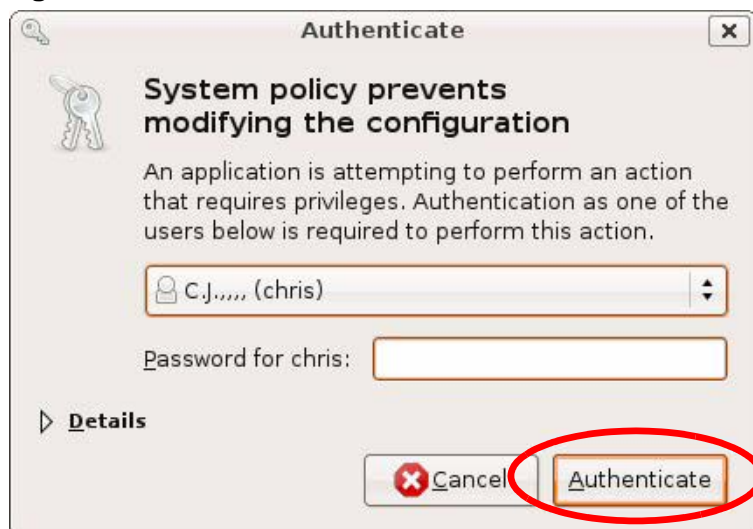 Authenticate
System policy prevents
modifying the configuration
An application is attempting to perform an action
that requires privileges. Authentication as one of the
users below is required to perform this action.
C.J.,,,,, (chris)
Password for chris:
Details
Cancel Authenticate